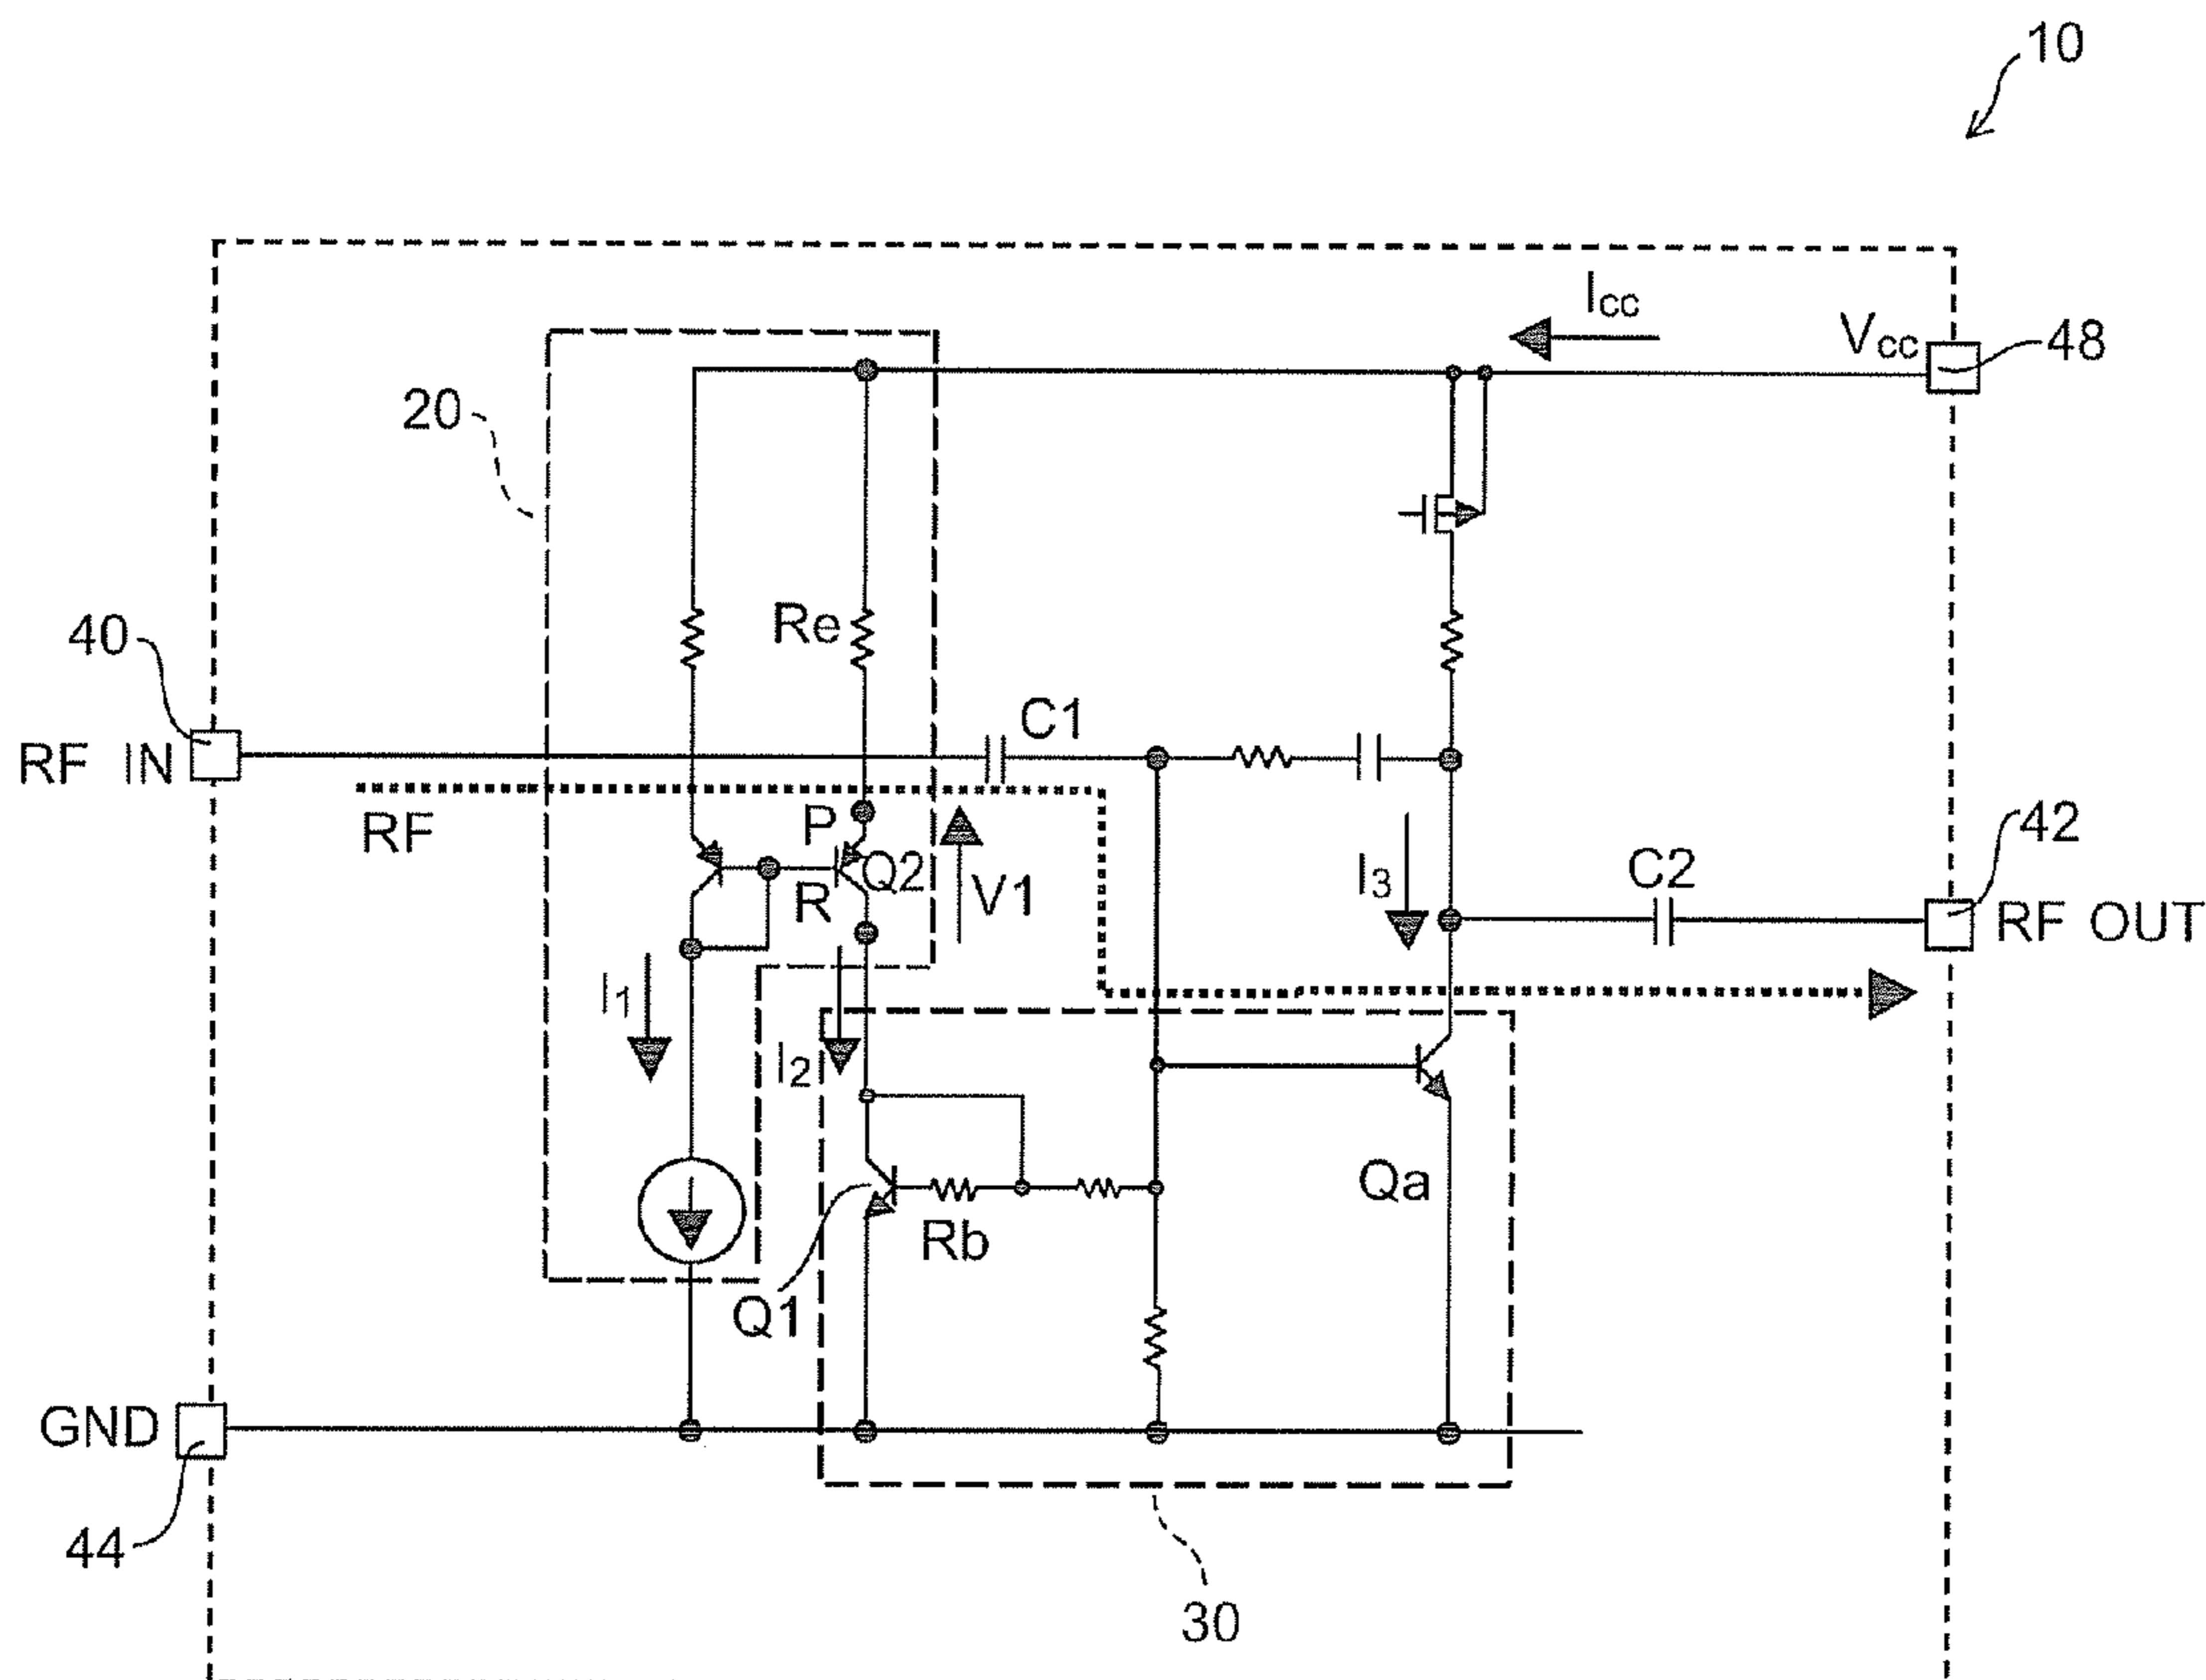 10
Icc
Vcc
48
20
Re
40
C1
RF IN
P
42
RF
Q2
C2
R
V1
I3
RF OUT
I1
I2
Qa
Rb
Q1
GND
44
30